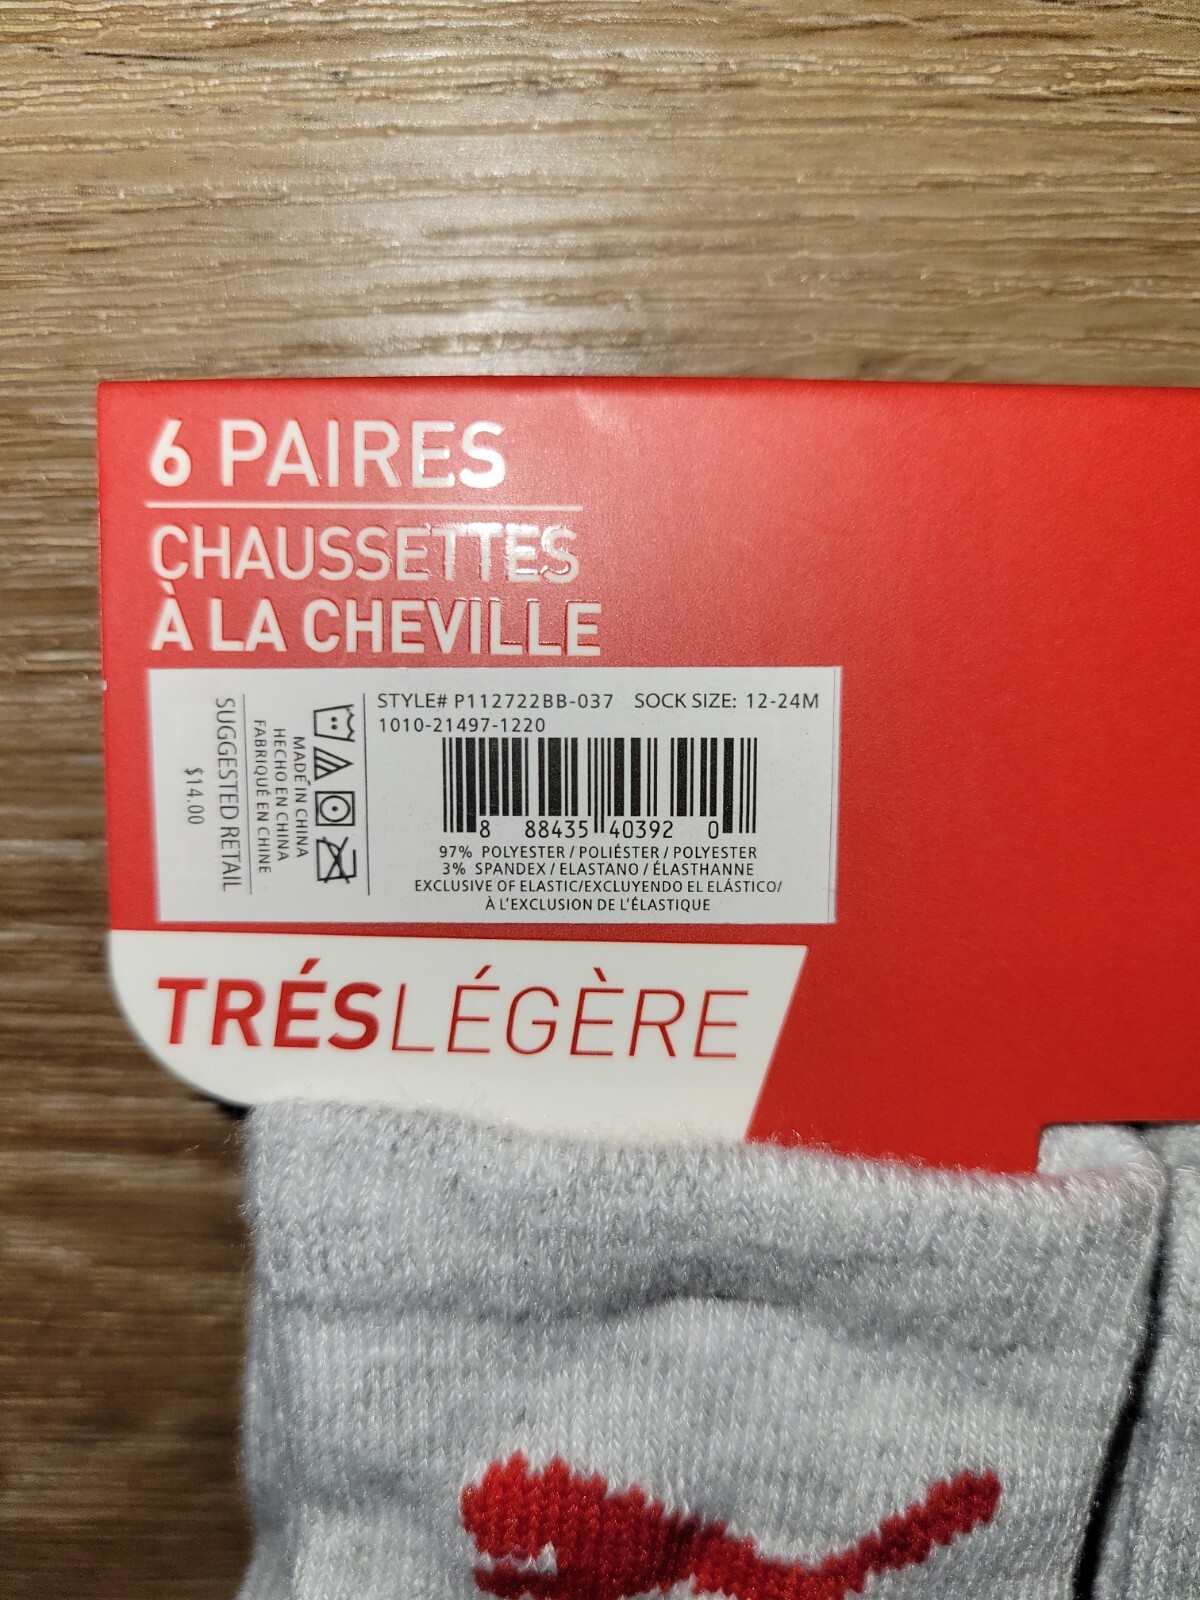 6 PAIRES
CHAUSSETTES
À LA CHEVILLE
STYLE# P112722BB-037 SOCK SIZE: 12-24M
1010-21497-1220
8 88435 40392 0
97% POLYESTER / POLIÉSTER / POLYESTER
3% SPANDEX / ELASTANO / ÉLASTHANNE
EXCLUSIVE OF ELASTIC/EXCLUYENDO EL ELÁSTICO/
À L'EXCLUSION DE L'ÉLASTIQUE
MADE IN CHINA
HECHO EN CHINA
FABRIQUÉ EN CHINE
SUGGESTED RETAIL
$14.00
TRÉSLÉGÈRE